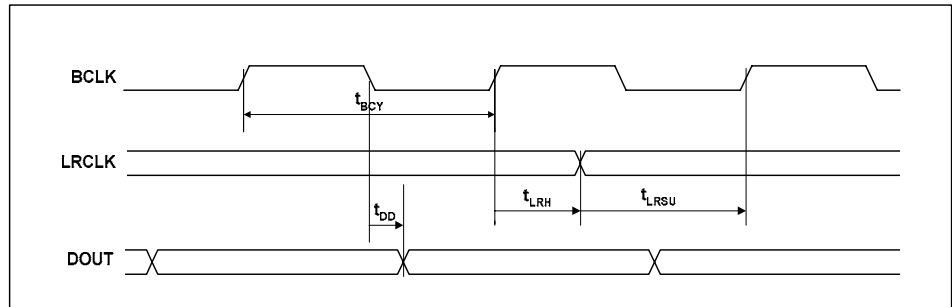 BCLK
tBCY
LRCLK
tLRH
tLRSU
tDD
DOUT